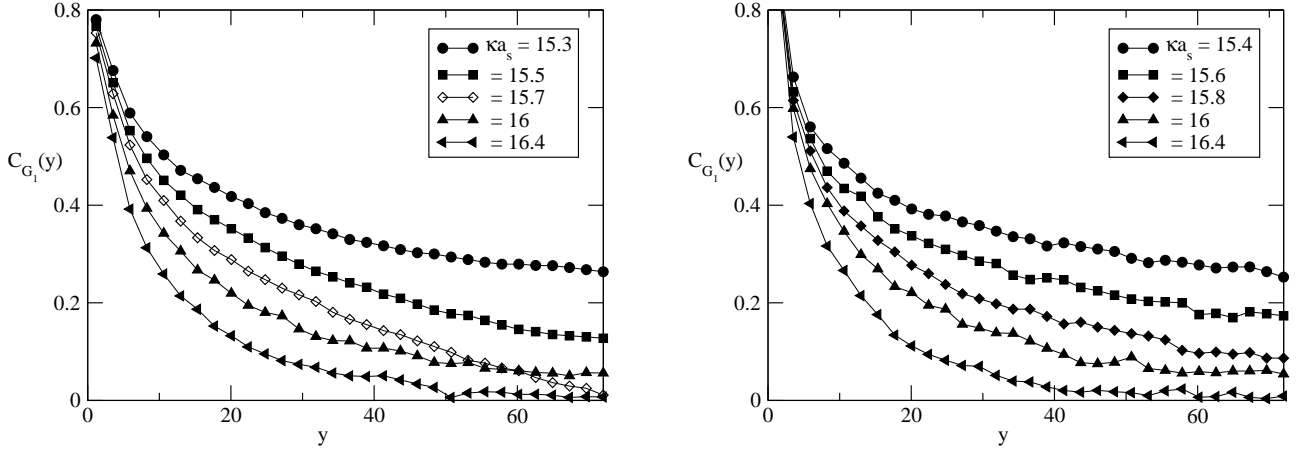 0.8
0.6
0.4
0.2
0
C_{G_1}(y)
κa_s = 15.3
= 15.5
= 15.7
= 16
= 16.4
0 20 40 60
y
0.8
0.6
0.4
0.2
0
C_{G_1}(y)
κa_s = 15.4
= 15.6
= 15.8
= 16
= 16.4
0 20 40 60
y